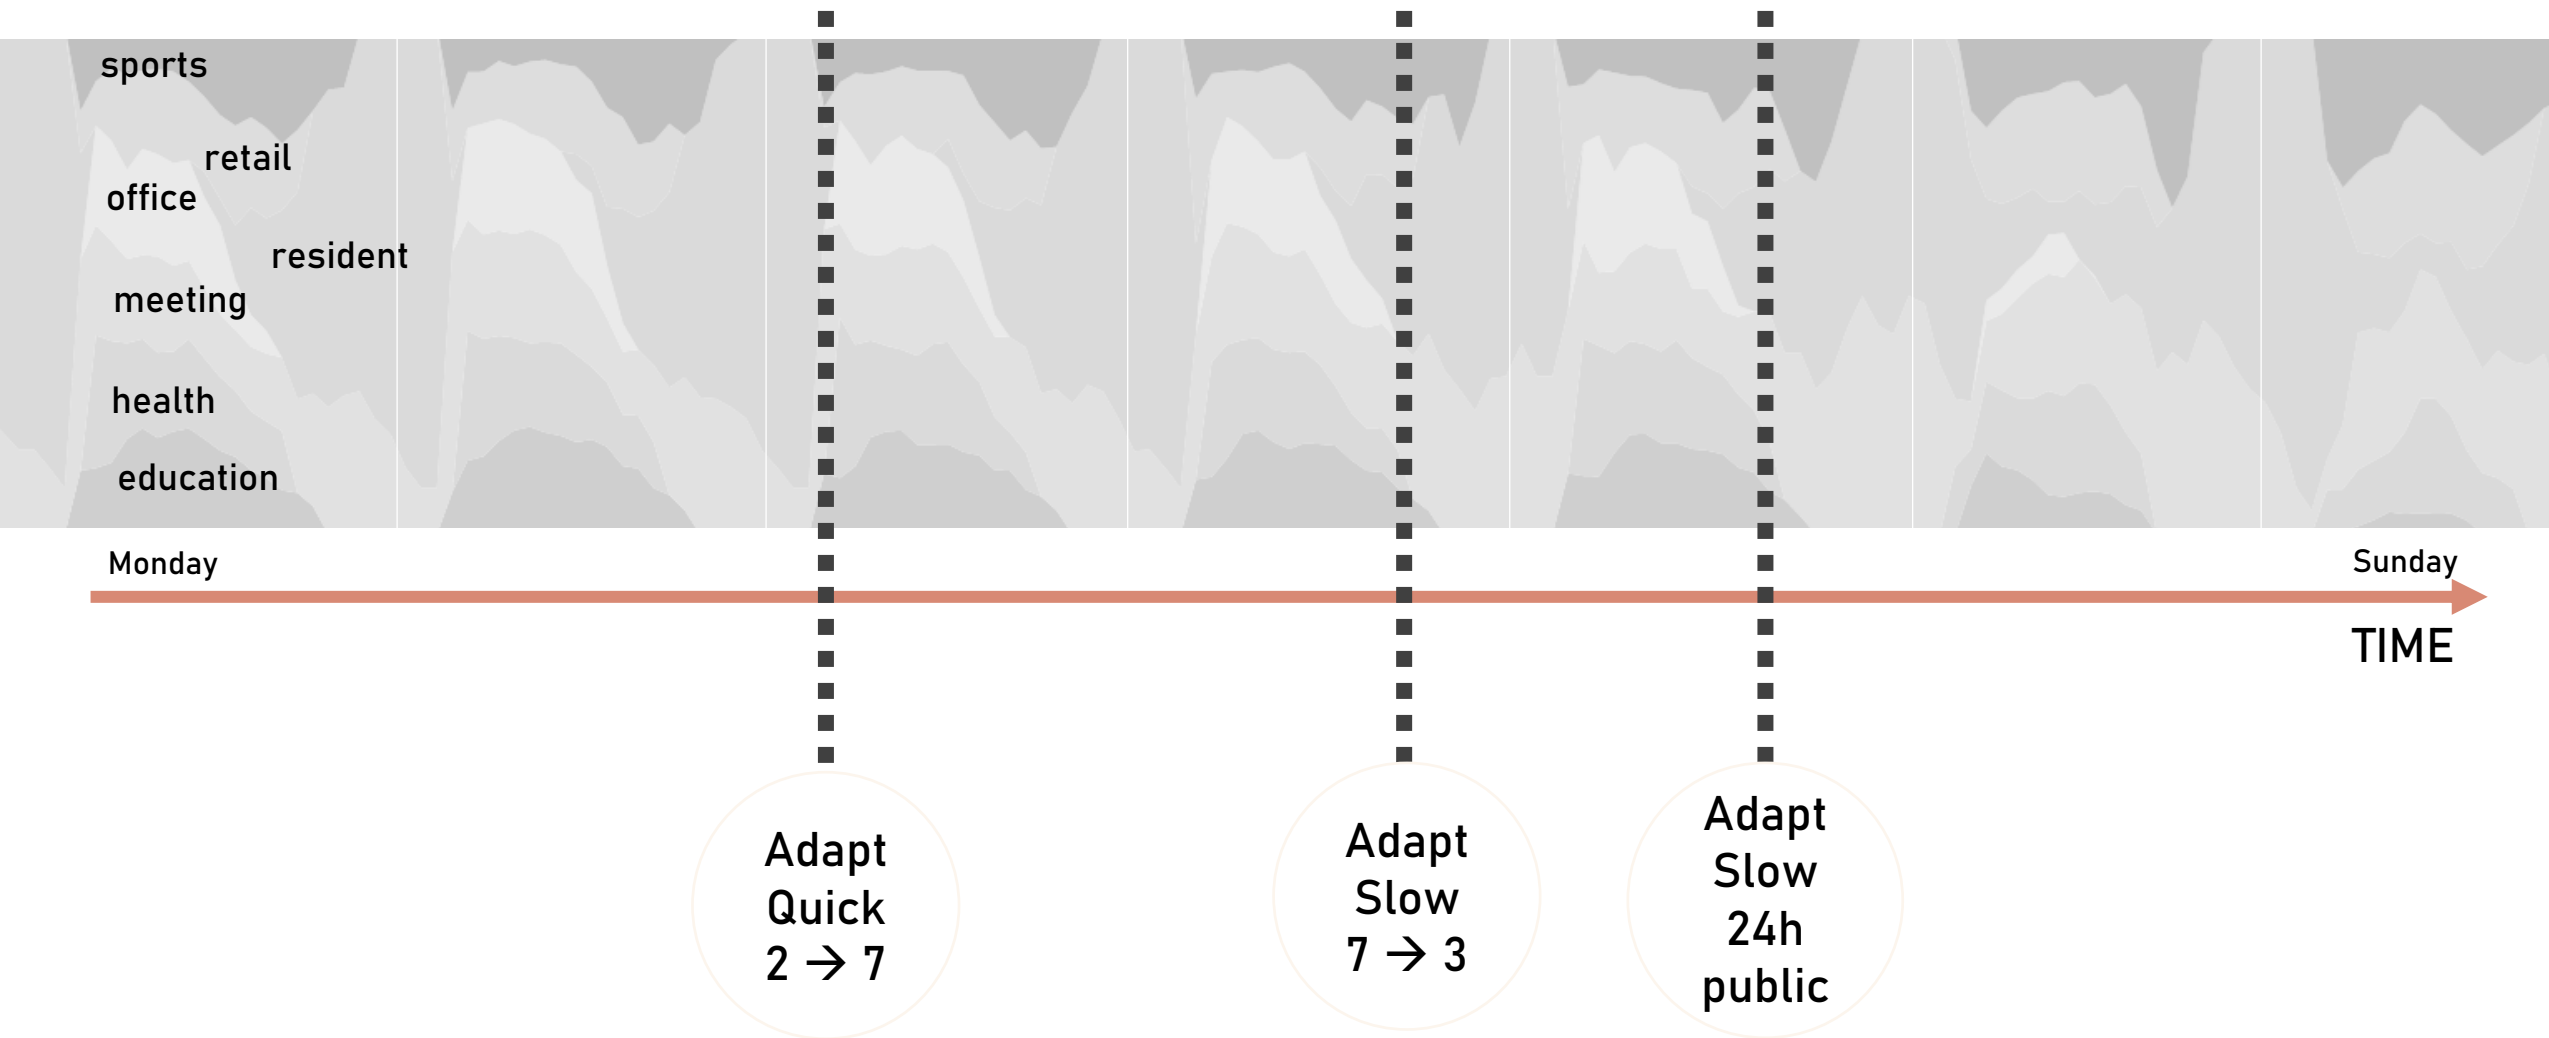 sports
retail
office
resident
meeting
health
education
Monday
Sunday
TIME
Adapt
Quick
2 → 7
Adapt
Slow
7 → 3
Adapt
Slow
24h
public